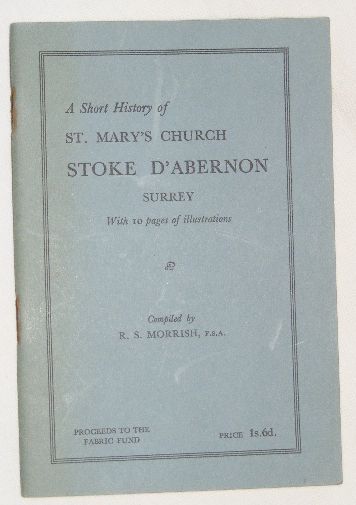 A Short History of
ST. MARY'S CHURCH
STOKE D'ABERNON
SURREY
With 10 pages of illustrations
Compiled by
R. S. MORRISH, F.S.A.
PROCEEDS TO THE
FABRIC FUND
PRICE 1s.6d.